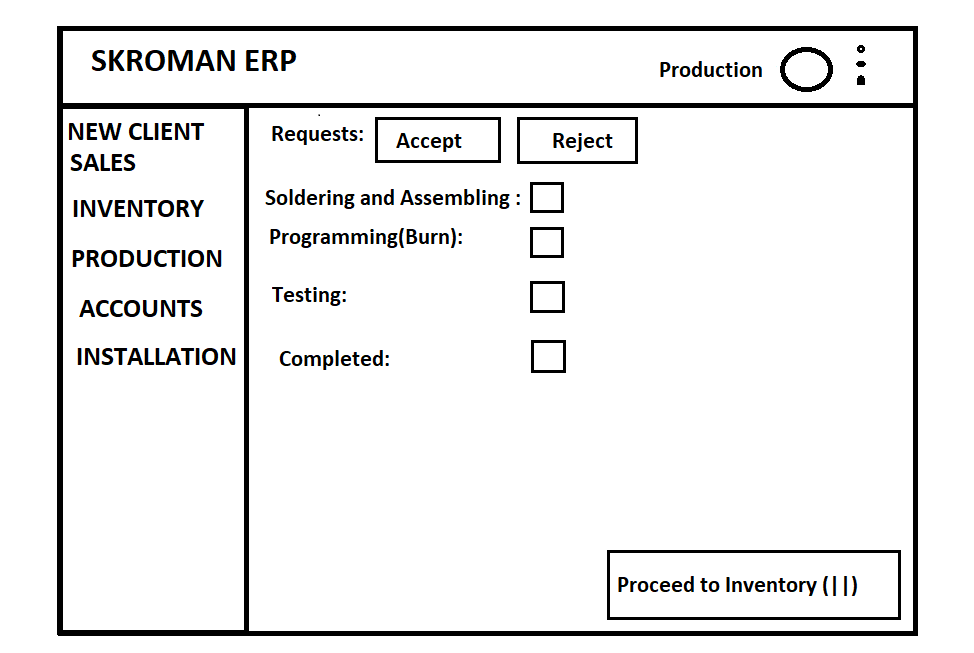 SKROMAN ERP
Production
NEW CLIENT
SALES
INVENTORY
PRODUCTION
ACCOUNTS
INSTALLATION
Requests: Accept Reject
Soldering and Assembling :
Programming(Burn):
Testing:
Completed:
Proceed to Inventory (||)